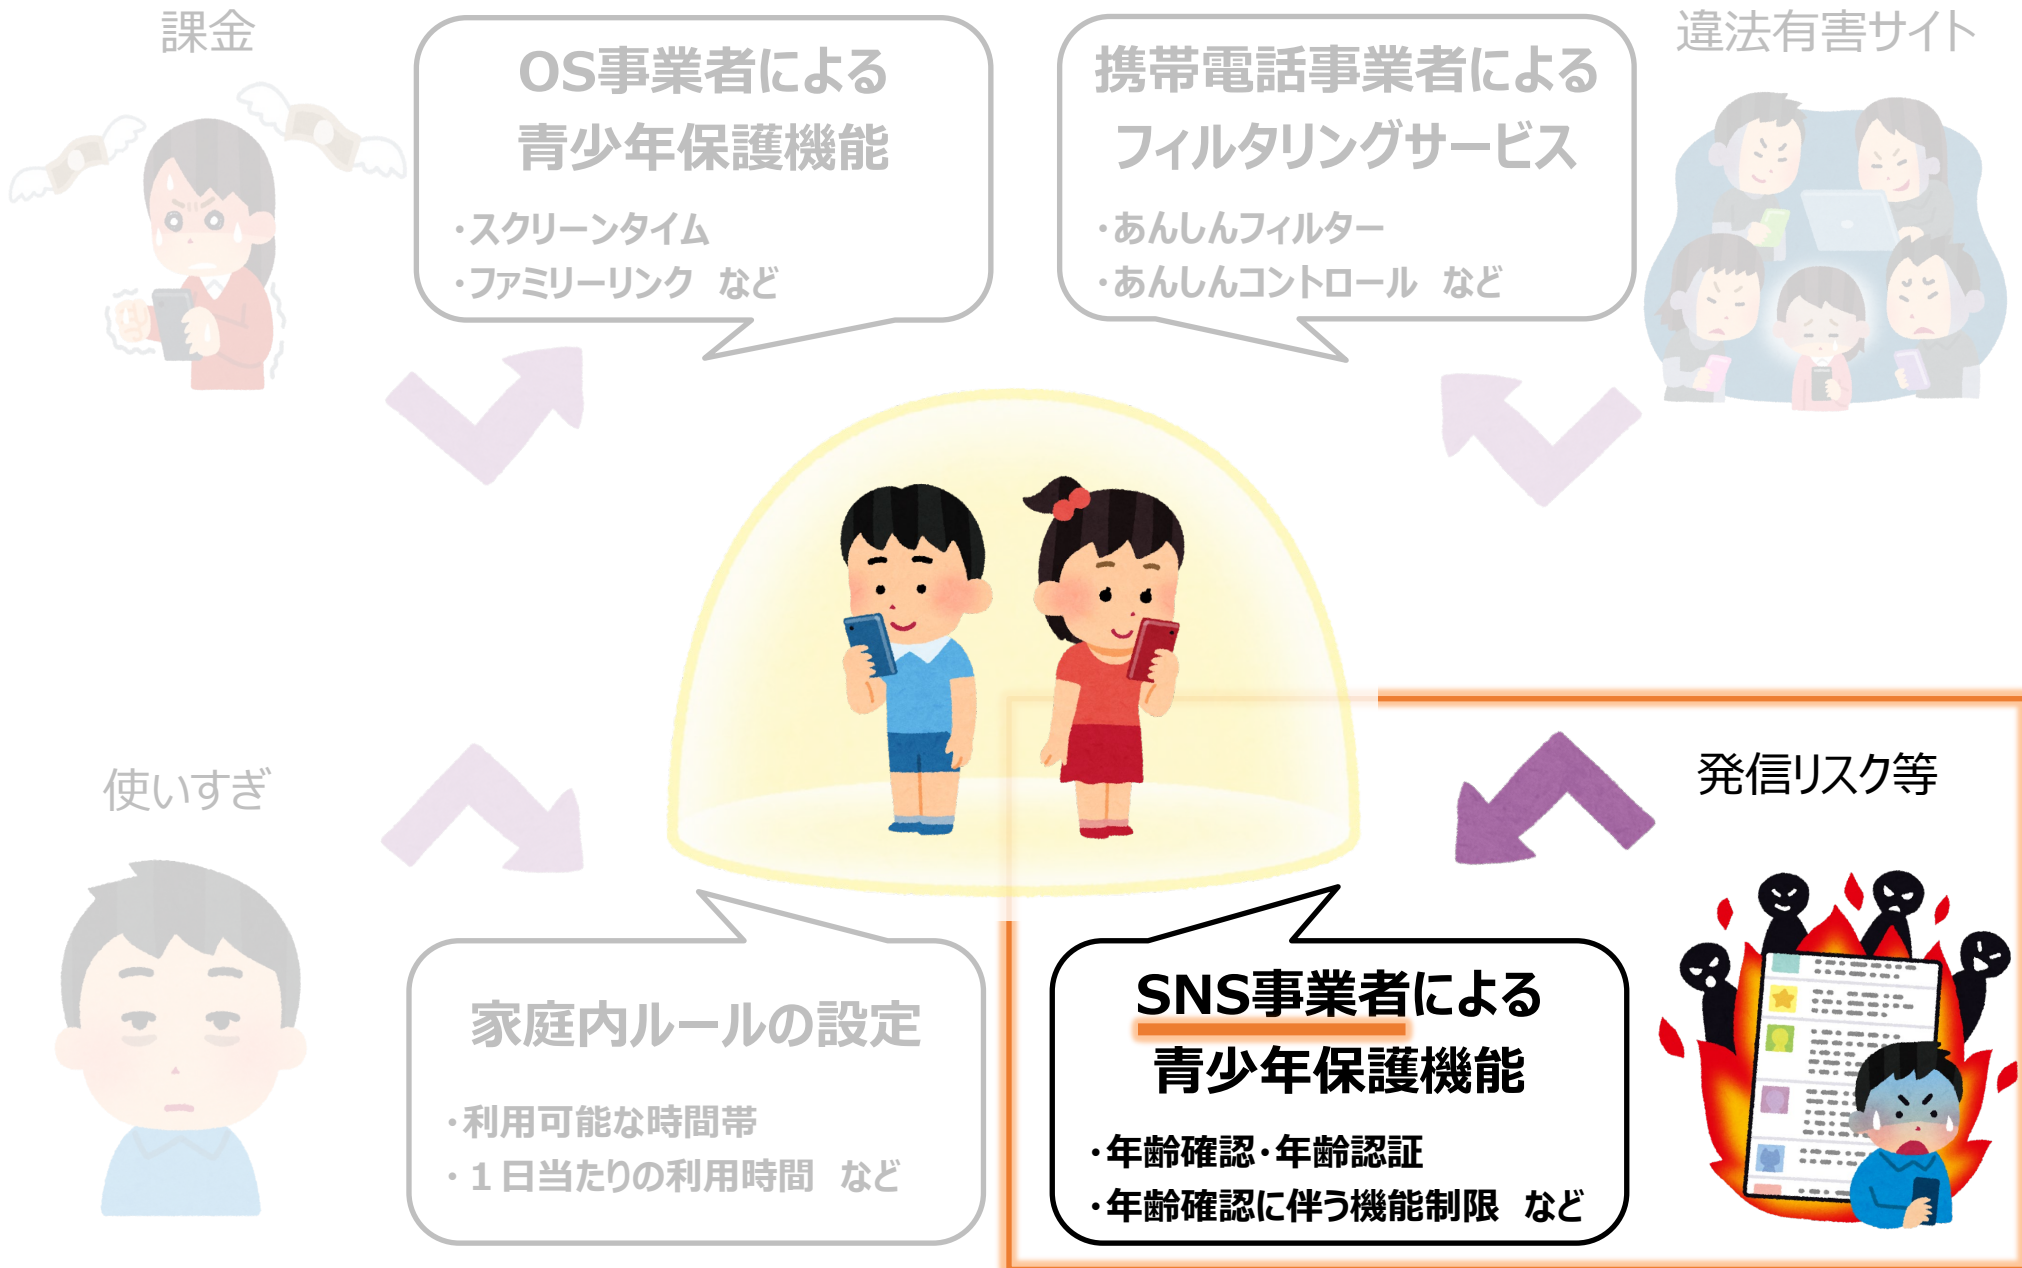 課金
OS事業者による
青少年保護機能
・スクリーンタイム
・ファミリーリンク　など
携帯電話事業者による
フィルタリングサービス
・あんしんフィルター
・あんしんコントロール　など
違法有害サイト
使いすぎ
家庭内ルールの設定
・利用可能な時間帯
・１日当たりの利用時間　など
SNS事業者による
青少年保護機能
・年齢確認・年齢認証
・年齢確認に伴う機能制限　など
発信リスク等